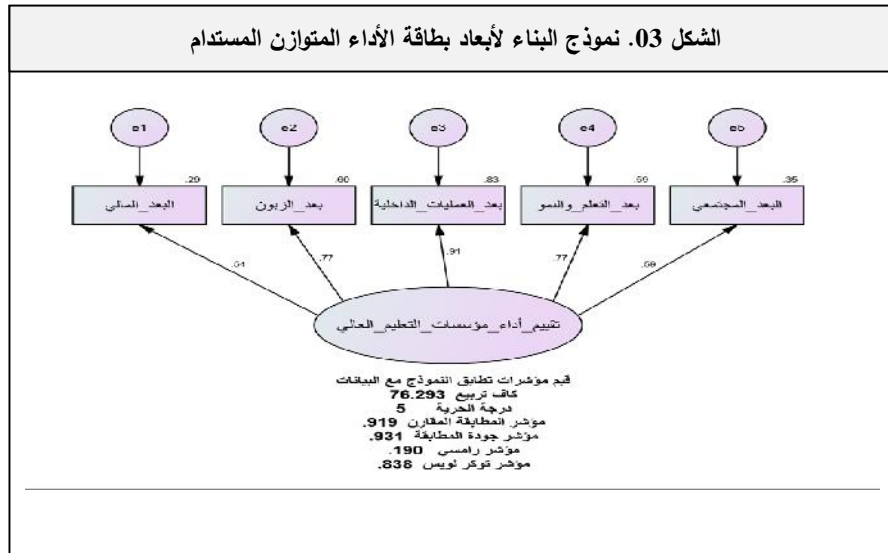 الشكل 03. نموذج البناء لأبعاد بطاقة الأداء المتوازن المستدام
e1
e2
e3
e4
e5
.29
.60
.83
.59
.35
البعد_المالي
بعد_الزبون
بعد_العمليات_الداخلية
بعد_التعلم_والنمو
البعد_المجتمعي
.54
.77
.91
.77
.59
تقييم_أداء_مؤسسات_التعليم_العالي
قيم مؤشرات تطابق النموذج مع البيانات
كاف تربيع 76.293
درجة الحرية 5
مؤشر المطابقة المقارن .919
مؤشر جودة المطابقة .931
مؤشر رامسي .190
مؤشر توكر لويس .838